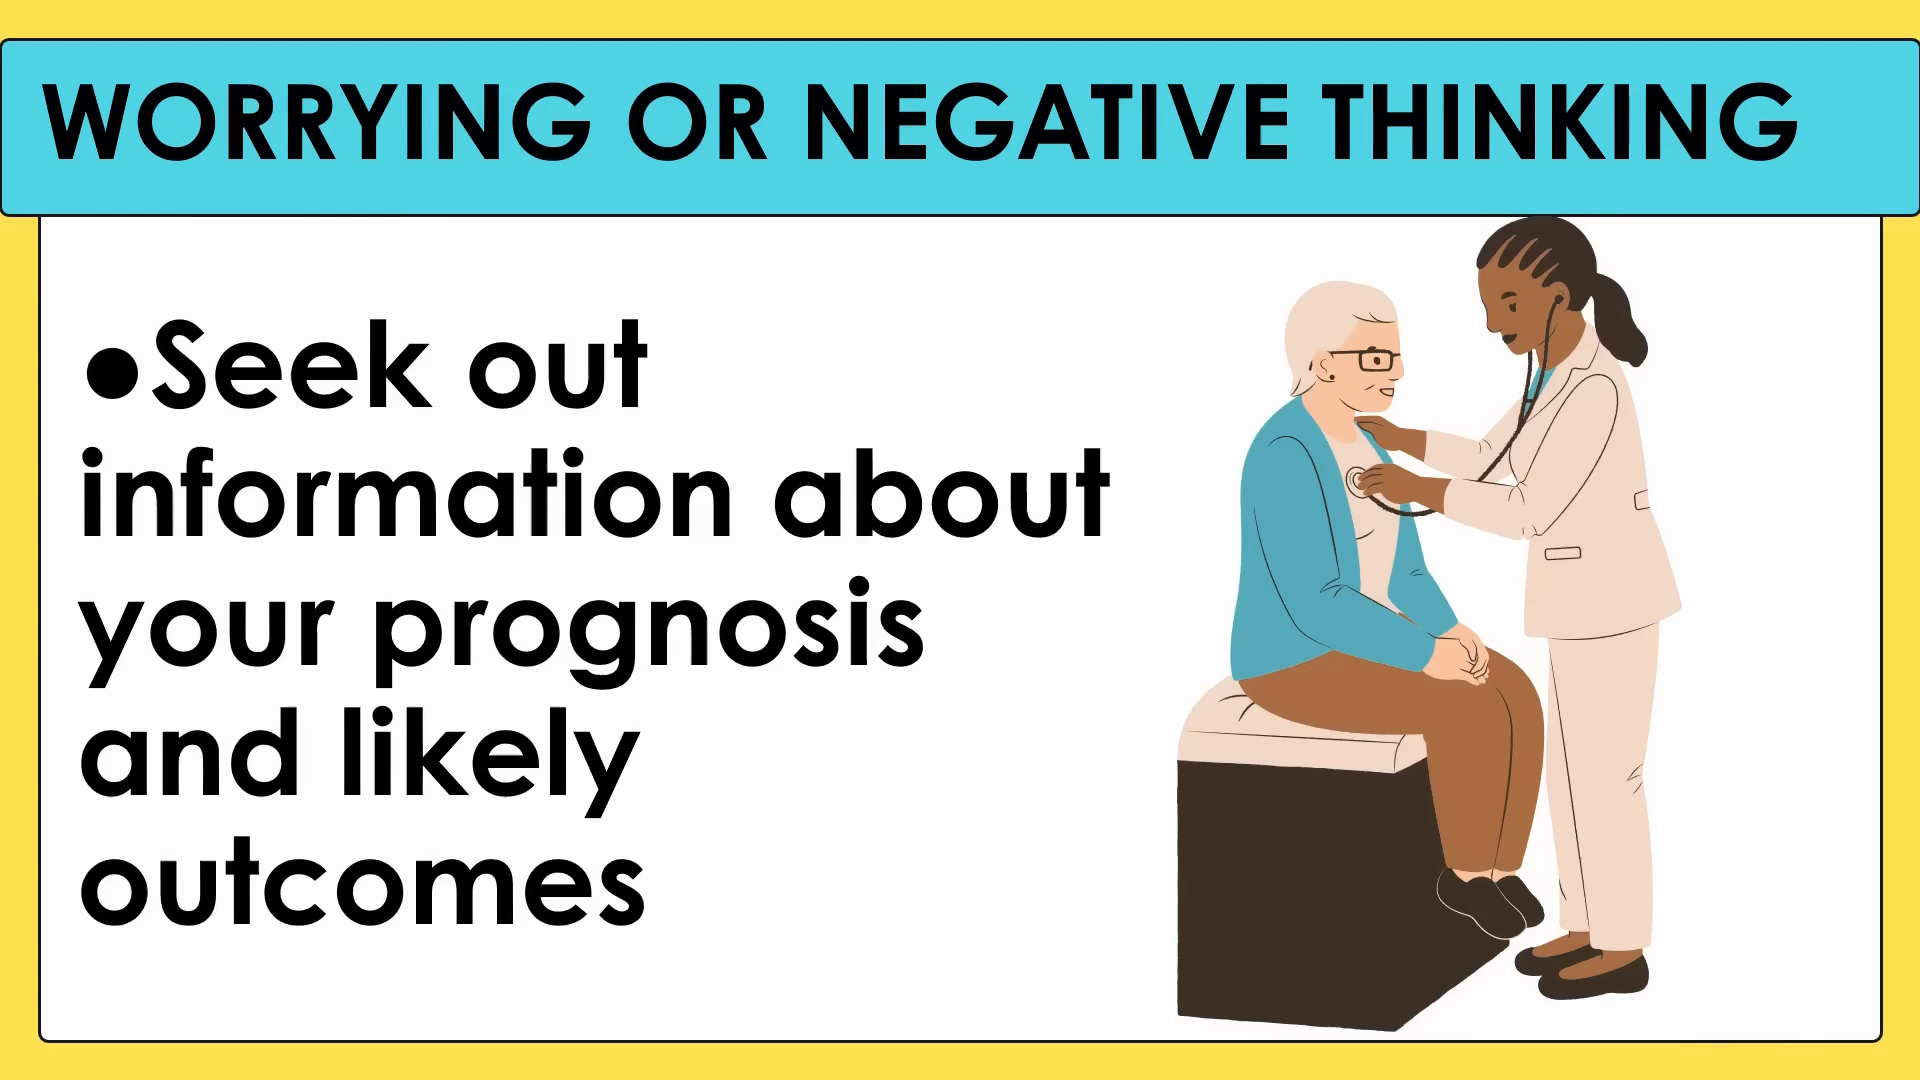 WORRYING OR NEGATIVE THINKING
●Seek out
information about
your prognosis
and likely
outcomes